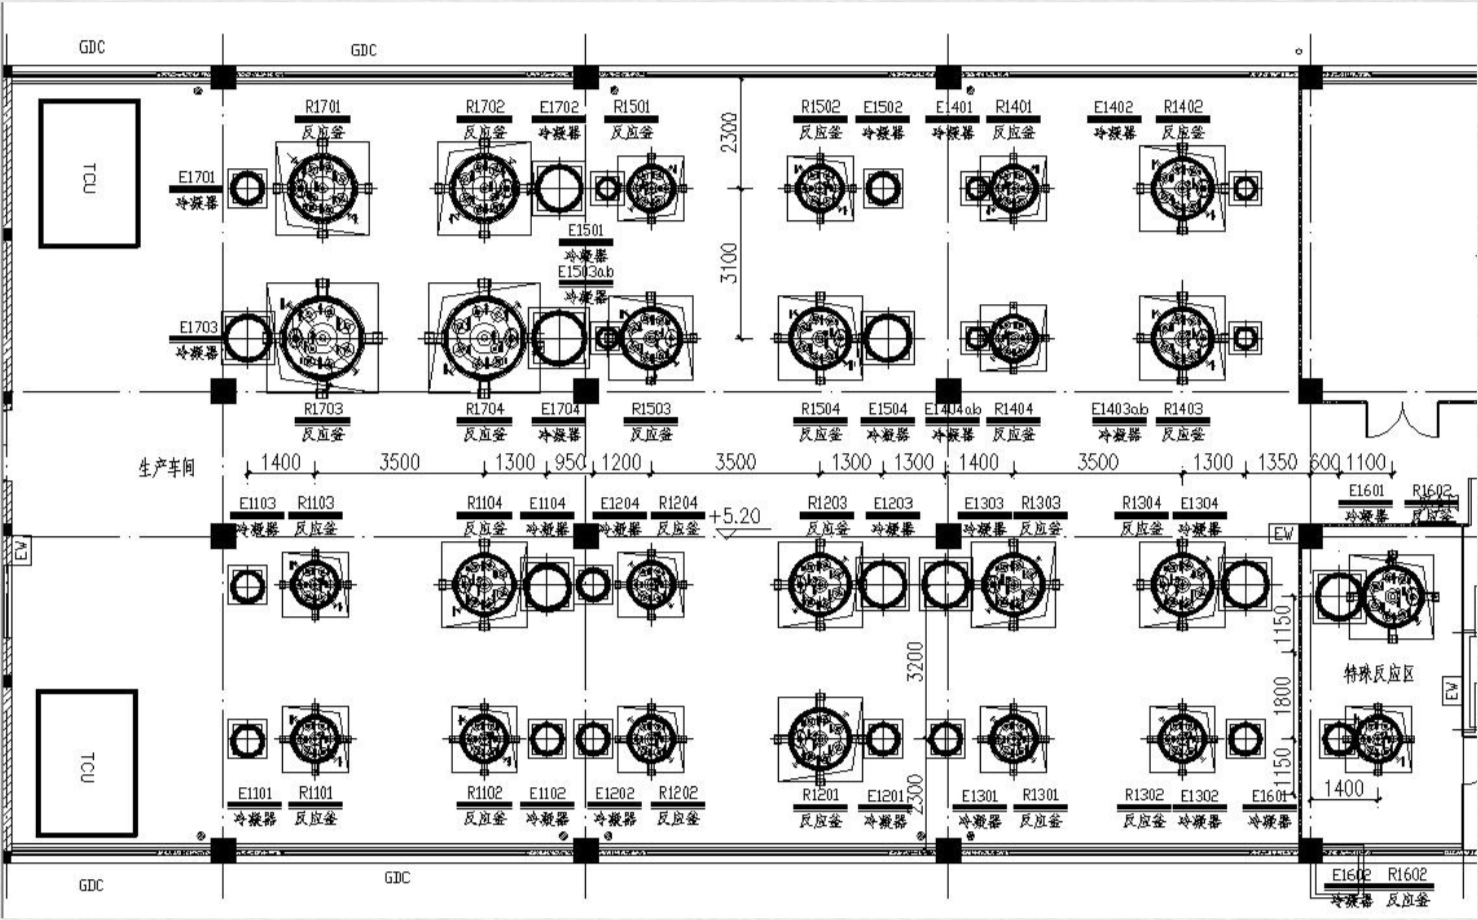 GDC
GDC
R1701
反应釜
R1702
反应釜
E1702
冷凝器
R1501
反应釜
R1502
反应釜
E1502
冷凝器
E1401
冷凝器
R1401
反应釜
E1402
冷凝器
R1402
反应釜
2300
TCU
E1701
冷凝器
E1501
冷凝器
E1503a.b
冷凝器
3100
E1703
冷凝器
R1703
反应釜
R1704
反应釜
E1704
冷凝器
R1503
反应釜
R1504
反应釜
E1504
冷凝器
E1404a.b
冷凝器
R1404
反应釜
E1403a.b
冷凝器
R1403
反应釜
生产车间
1400
3500
1300
950
1200
3500
1300
1300
1400
3500
1300
1350
600
1100
E1103
冷凝器
R1103
反应釜
R1104
反应釜
E1104
冷凝器
E1204
冷凝器
R1204
反应釜
+5.20
R1203
反应釜
E1203
冷凝器
E1303
冷凝器
R1303
反应釜
R1304
反应釜
E1304
冷凝器
E1601
冷凝器
R1602
反应釜
EW
EW
1150
3200
特殊反应区
1800
EW
TCU
1150
2300
1400
E1101
冷凝器
R1101
反应釜
R1102
反应釜
E1102
冷凝器
E1202
冷凝器
R1202
反应釜
R1201
反应釜
E1201
冷凝器
E1301
冷凝器
R1301
反应釜
R1302
反应釜
E1302
冷凝器
E1601
冷凝器
GDC
GDC
E1602
冷凝器
R1602
反应釜